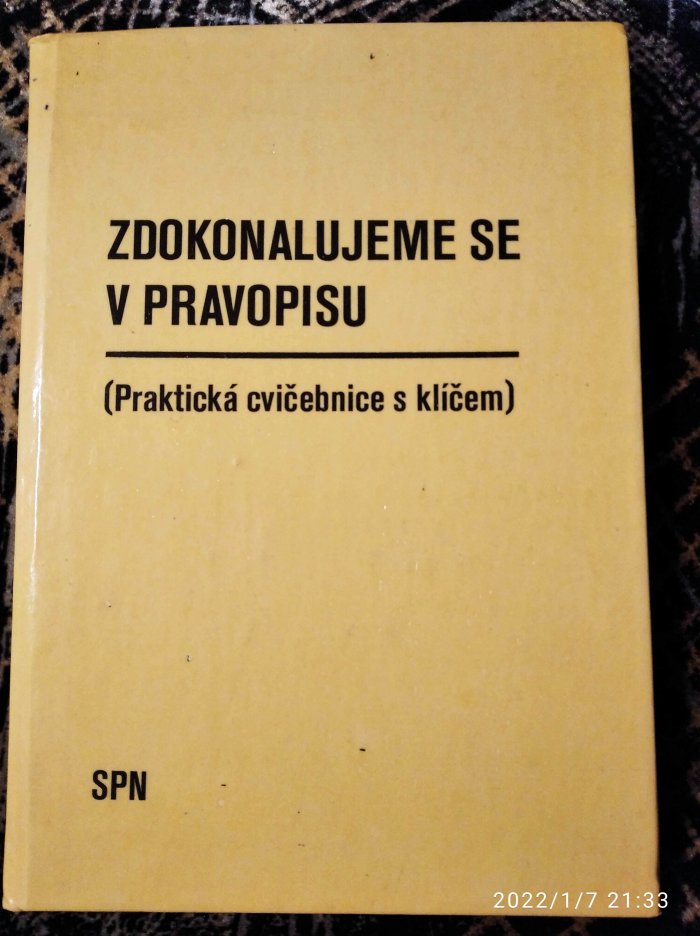 ZDOKONALUJEME SE
V PRAVOPISU
(Praktická cvičebnice s klíčem)
SPN
2022/1/7 21:33